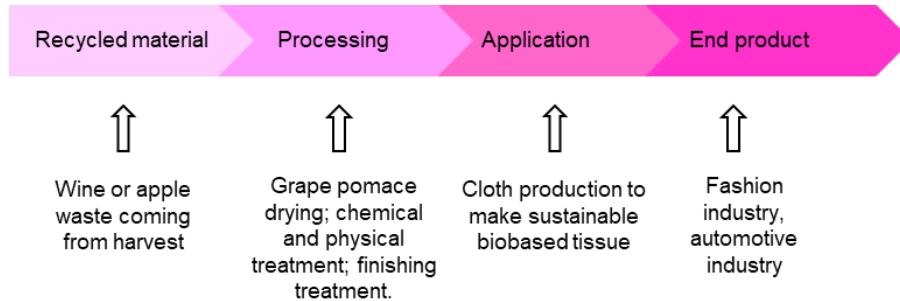 Recycled material
Processing
Application
End product
Wine or apple
waste coming
from harvest
Grape pomace
drying; chemical
and physical
treatment; finishing
treatment.
Cloth production to
make sustainable
biobased tissue
Fashion
industry,
automotive
industry